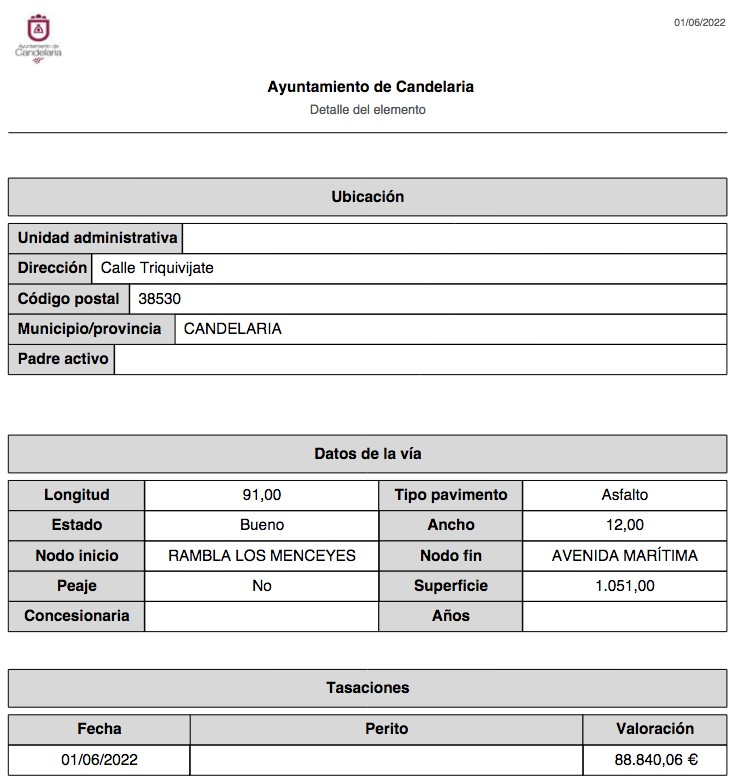 01/06/2022
Ayuntamiento de
Candelaria
Ayuntamiento de Candelaria
Detalle del elemento
Ubicación
Unidad administrativa
Dirección Calle Triquivijate
Código postal 38530
Municipio/provincia CANDELARIA
Padre activo
Datos de la vía
Longitud 91,00 Tipo pavimento Asfalto
Estado Bueno Ancho 12,00
Nodo inicio RAMBLA LOS MENCEYES Nodo fin AVENIDA MARÍTIMA
Peaje No Superficie 1.051,00
Concesionaria Años
Tasaciones
Fecha Perito Valoración
01/06/2022 88.840,06 €